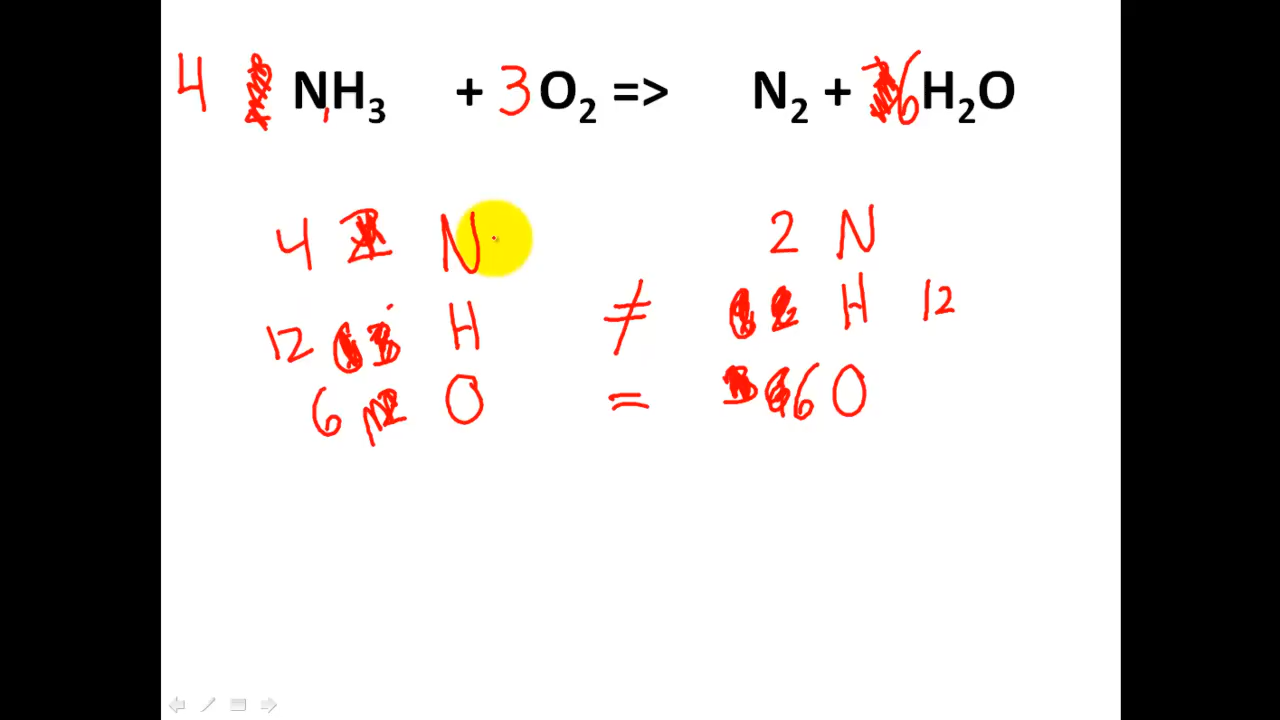 4 NH₃ + 3O₂ => N₂ + 6H₂O
4 N 2 N
12 H ≠ H 12
6 O = 6 O